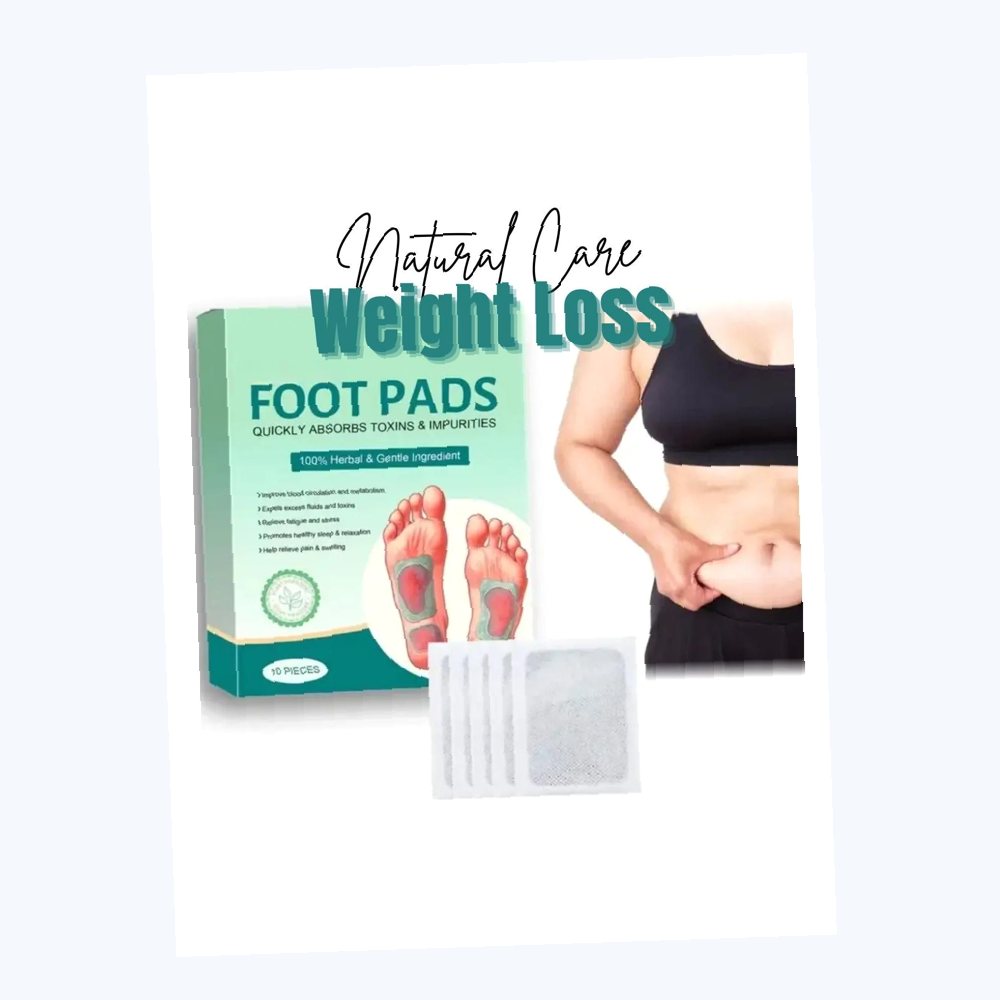 Natural Care
Weight Loss
FOOT PADS
QUICKLY ABSORBS TOXINS & IMPURITIES
100% Herbal & Gentle Ingredient
Improve blood circulation and metabolism
Expels excess fluids and toxins
Relieve fatigue and stress
Promotes healthy sleep & relaxation
Help relieve pain & swelling
10 PIECES